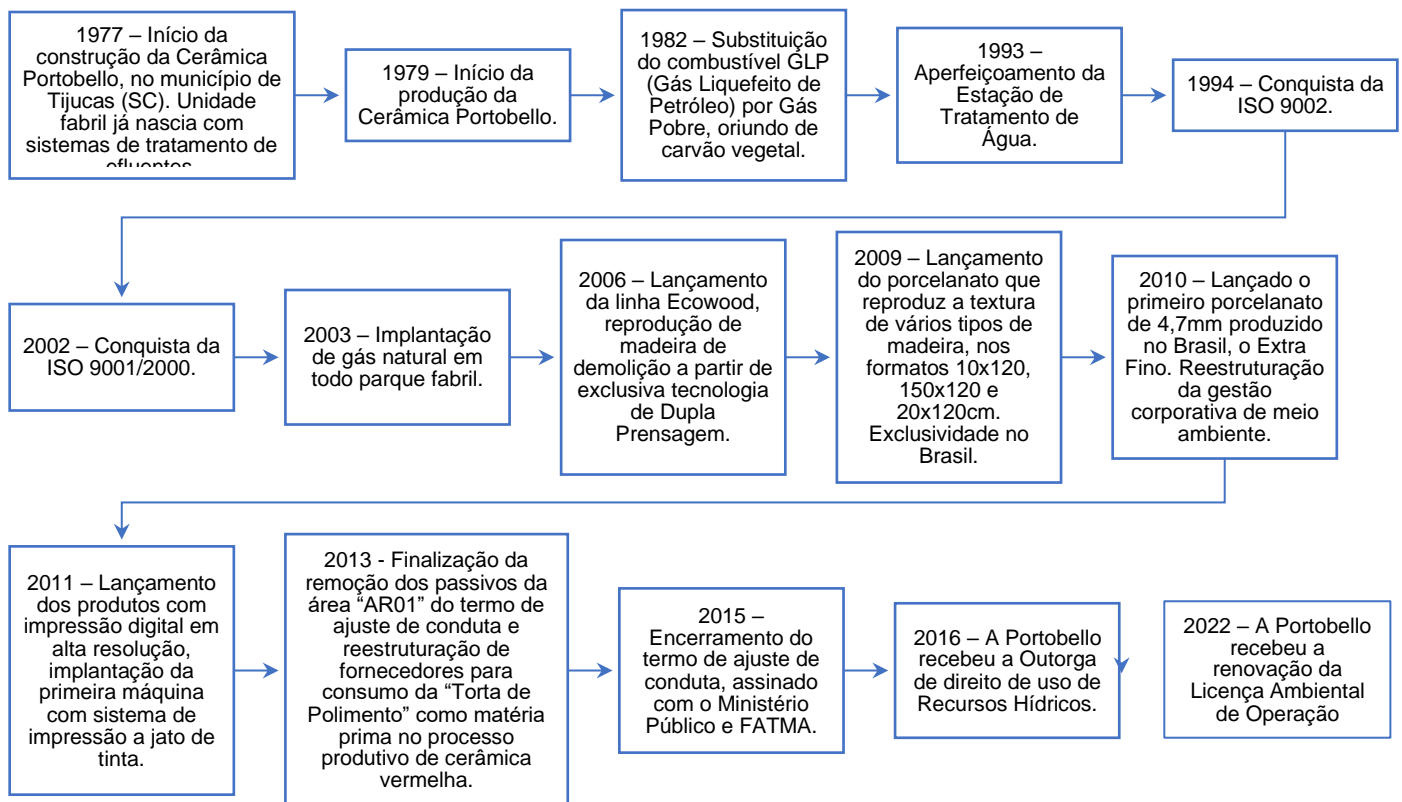 1977 – Início da
construção da Cerâmica
Portobello, no município de
Tijucas (SC). Unidade
fabril já nascia com
sistemas de tratamento de
efluentes
1979 – Início da
produção da
Cerâmica Portobello.
1982 – Substituição
do combustível GLP
(Gás Liquefeito de
Petróleo) por Gás
Pobre, oriundo de
carvão vegetal.
1993 –
Aperfeiçoamento da
Estação de
Tratamento de
Água.
1994 – Conquista da
ISO 9002.
2002 – Conquista da
ISO 9001/2000.
2003 – Implantação
de gás natural em
todo parque fabril.
2006 – Lançamento
da linha Ecowood,
reprodução de
madeira de
demolição a partir de
exclusiva tecnologia
de Dupla
Prensagem.
2009 – Lançamento
do porcelanato que
reproduz a textura
de vários tipos de
madeira, nos
formatos 10x120,
150x120 e
20x120cm.
Exclusividade no
Brasil.
2010 – Lançado o
primeiro porcelanato
de 4,7mm produzido
no Brasil, o Extra
Fino. Reestruturação
da gestão
corporativa de meio
ambiente.
2011 – Lançamento
dos produtos com
impressão digital em
alta resolução,
implantação da
primeira máquina
com sistema de
impressão a jato de
tinta.
2013 - Finalização da
remoção dos passivos da
área “AR01” do termo de
ajuste de conduta e
reestruturação de
fornecedores para
consumo da “Torta de
Polimento” como matéria
prima no processo
produtivo de cerâmica
vermelha.
2015 –
Encerramento do
termo de ajuste de
conduta, assinado
com o Ministério
Público e FATMA.
2016 – A Portobello
recebeu a Outorga
de direito de uso de
Recursos Hídricos.
2022 – A Portobello
recebeu a
renovação da
Licença Ambiental
de Operação